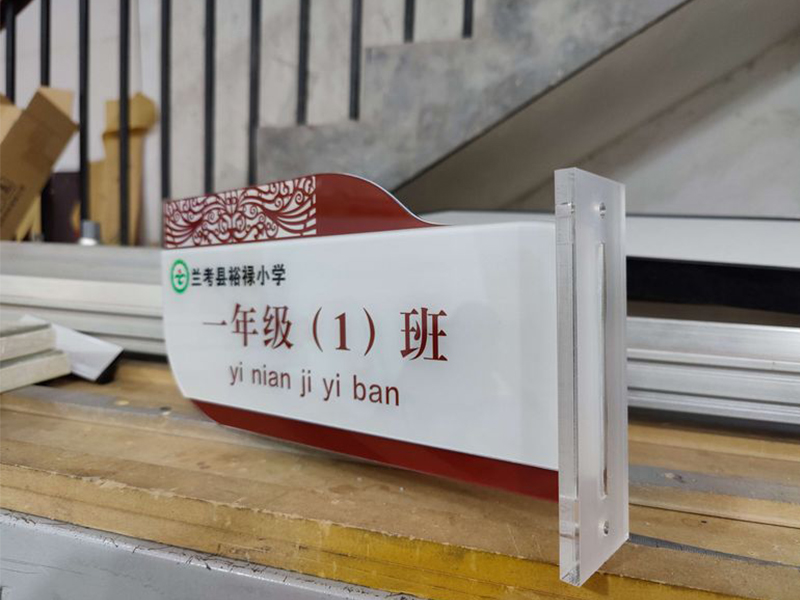 兰考县裕禄小学
一年级（1）班
yi nian ji yi ban